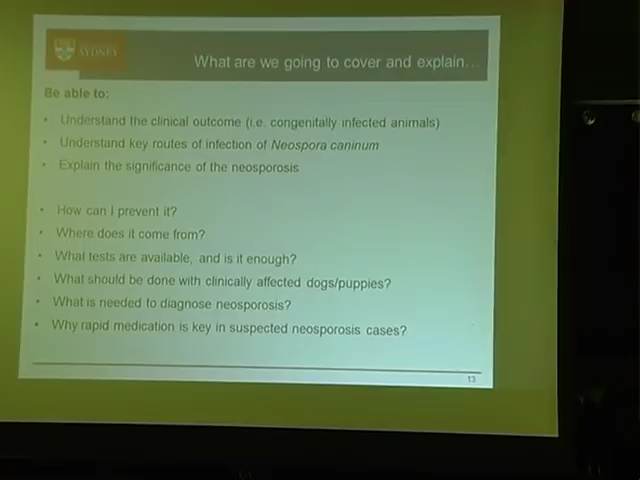 SYDNEY
What are we going to cover and explain…
Be able to:
• Understand the clinical outcome (i.e. congenitally infected animals)
• Understand key routes of infection of Neospora caninum
• Explain the significance of the neosporosis
• How can I prevent it?
• Where does it come from?
• What tests are available, and is it enough?
• What should be done with clinically affected dogs/puppies?
• What is needed to diagnose neosporosis?
• Why rapid medication is key in suspected neosporosis cases?
13